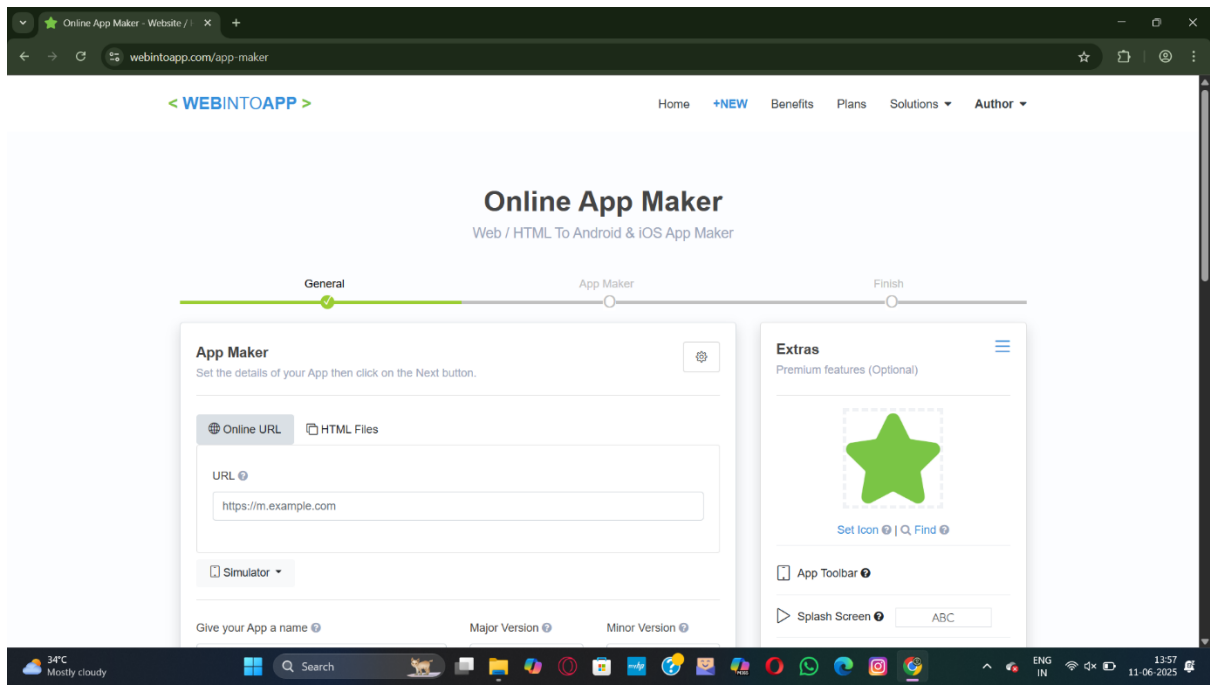 Online App Maker - Website /
webintoapp.com/app-maker
< WEBINTOAPP >
Home +NEW Benefits Plans Solutions Author
Online App Maker
Web / HTML To Android & iOS App Maker
General App Maker Finish
App Maker
Set the details of your App then click on the Next button.
Online URL HTML Files
URL
https://m.example.com
Simulator
Give your App a name Major Version Minor Version
Extras
Premium features (Optional)
Set Icon | Find
App Toolbar
Splash Screen ABC
34°C
Mostly cloudy
Search
ENG
IN
13:57
11-06-2025